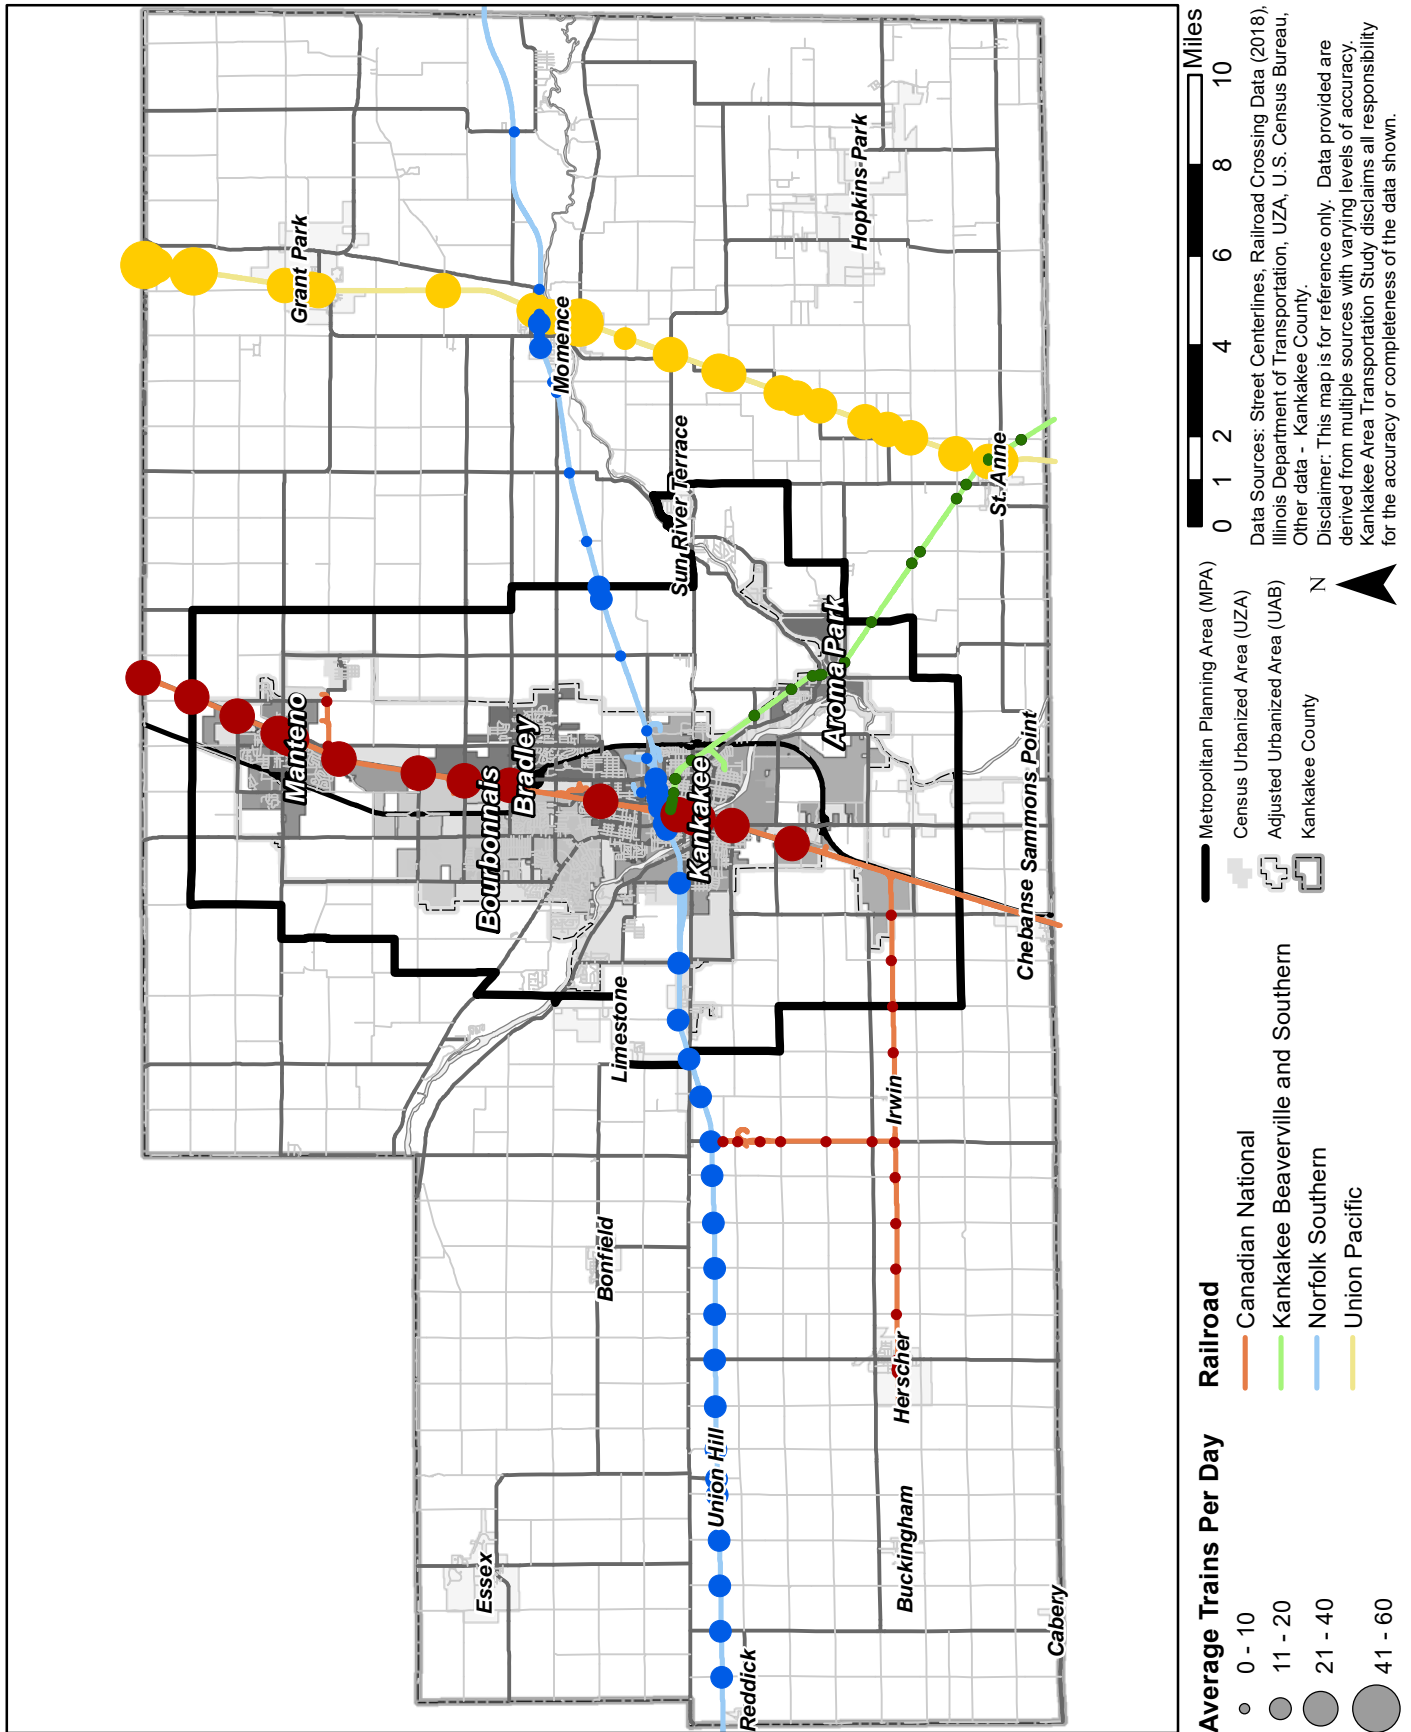 Grant Park
Momence
Hopkins Park
Sun River Terrace
St. Anne
Manteno
Bradley
Bourbonnais
Kankakee
Aroma Park
Chebanse Sammons Point
Limestone
Irwin
Bonfield
Herscher
Union Hill
Essex
Buckingham
Reddick
Cabery
Average Trains Per Day
0 - 10
11 - 20
21 - 40
41 - 60
Railroad
Canadian National
Kankakee Beaverville and Southern
Norfolk Southern
Union Pacific
Metropolitan Planning Area (MPA)
Census Urbanized Area (UZA)
Adjusted Urbanized Area (UAB)
Kankakee County
N
0 1 2 4 6 8 10
Miles
Data Sources: Street Centerlines, Railroad Crossing Data (2018),
Illinois Department of Transportation, UZA, U.S. Census Bureau,
Other data - Kankakee County.
Disclaimer: This map is for reference only. Data provided are
derived from multiple sources with varying levels of accuracy.
Kankakee Area Transportation Study disclaims all responsibility
for the accuracy or completeness of the data shown.